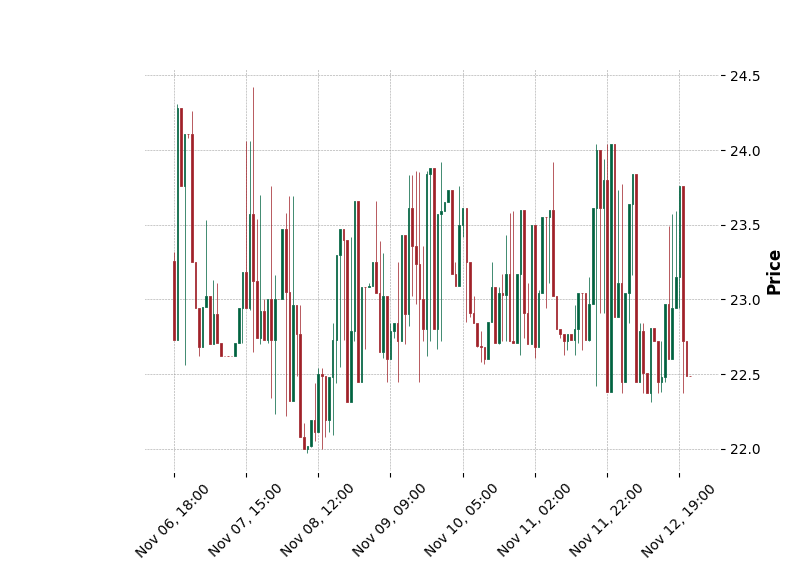 24.5
24.0
23.5
23.0
22.5
22.0
Price
Nov 06, 18:00
Nov 07, 15:00
Nov 08, 12:00
Nov 09, 09:00
Nov 10, 05:00
Nov 11, 02:00
Nov 11, 22:00
Nov 12, 19:00